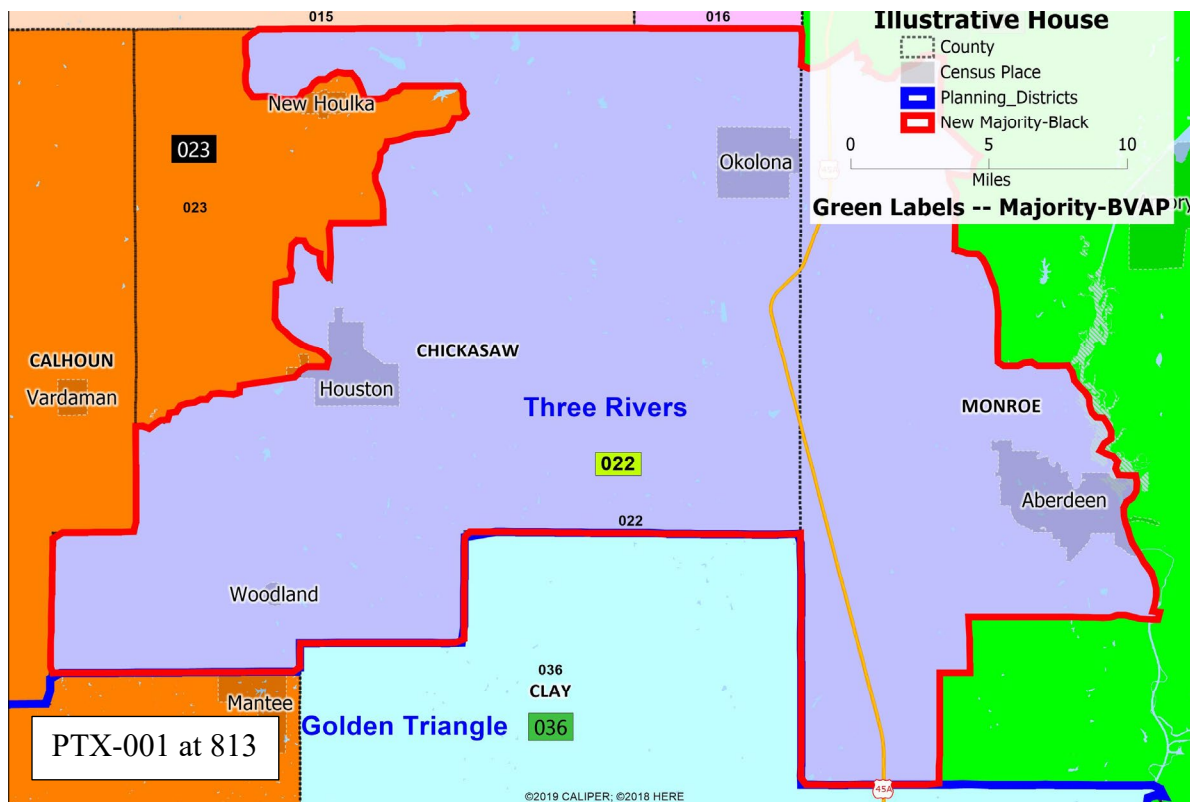 015
016
Illustrative House
County
Census Place
Planning_Districts
New Majority-Black
0 5 10
Miles
Green Labels -- Majority-BVAP
New Houlka
023
Okolona
023
CHICKASAW
CALHOUN
Vardaman
Houston
Three Rivers
MONROE
022
Aberdeen
022
Woodland
036
CLAY
Mantee
Golden Triangle
036
PTX-001 at 813
45A
©2019 CALIPER; ©2018 HERE